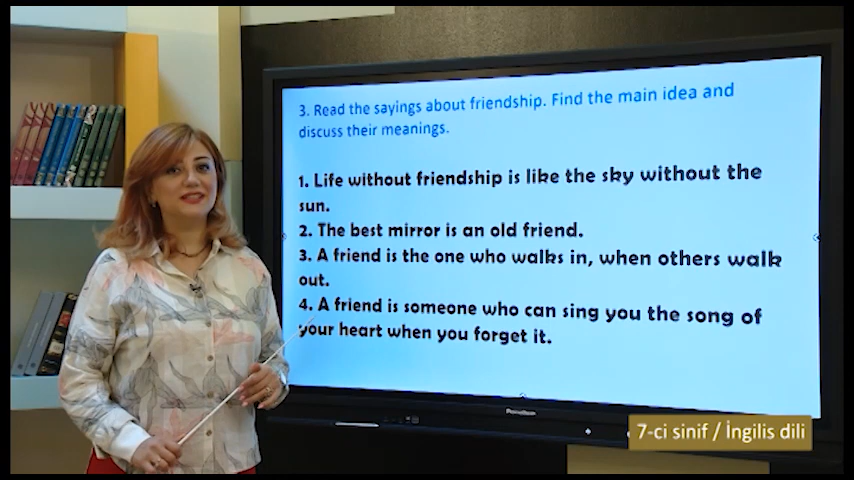 3. Read the sayings about friendship. Find the main idea and
discuss their meanings.
1. Life without friendship is like the sky without the
sun.
2. The best mirror is an old friend.
3. A friend is the one who walks in, when others walk
out.
4. A friend is someone who can sing you the song of
your heart when you forget it.
Promethean
7-ci sinif / İngilis dili